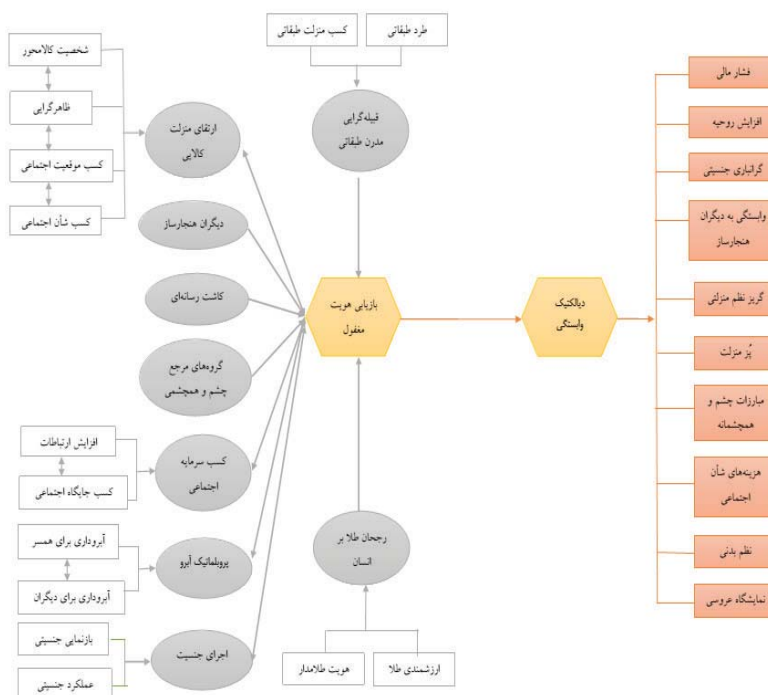 طرد طبقاتی
کسب منزلت طبقاتی
قبیله‌گرایی
مدرن طبقاتی
شخصیت کالامحور
ظاهرگرایی
کسب موقعیت اجتماعی
کسب شأن اجتماعی
ارتقای منزلت
کالایی
دیگران هنجارساز
کاشت رسانه‌ای
گروه‌های مرجع
چشم و همچشمی
افزایش ارتباطات
کسب جایگاه اجتماعی
کسب سرمایه
اجتماعی
آبروداری برای همسر
آبروداری برای دیگران
پروبلماتیک آبرو
بازنمایی جنسیتی
عملکرد جنسیتی
اجرای جنسیت
بازیابی هویت
مغفول
رجحان طلا بر
انسان
ارزشمندی طلا
هویت طلامدار
دیالکتیک
وابستگی
فشار مالی
افزایش روحیه
گرانباری جنسیتی
وابستگی به دیگران
هنجارساز
گریز نظم منزلتی
پُز منزلت
مبارزات چشم و
همچشمانه
هزینه‌های شأن
اجتماعی
نظم بدنی
نمایشگاه عروسی